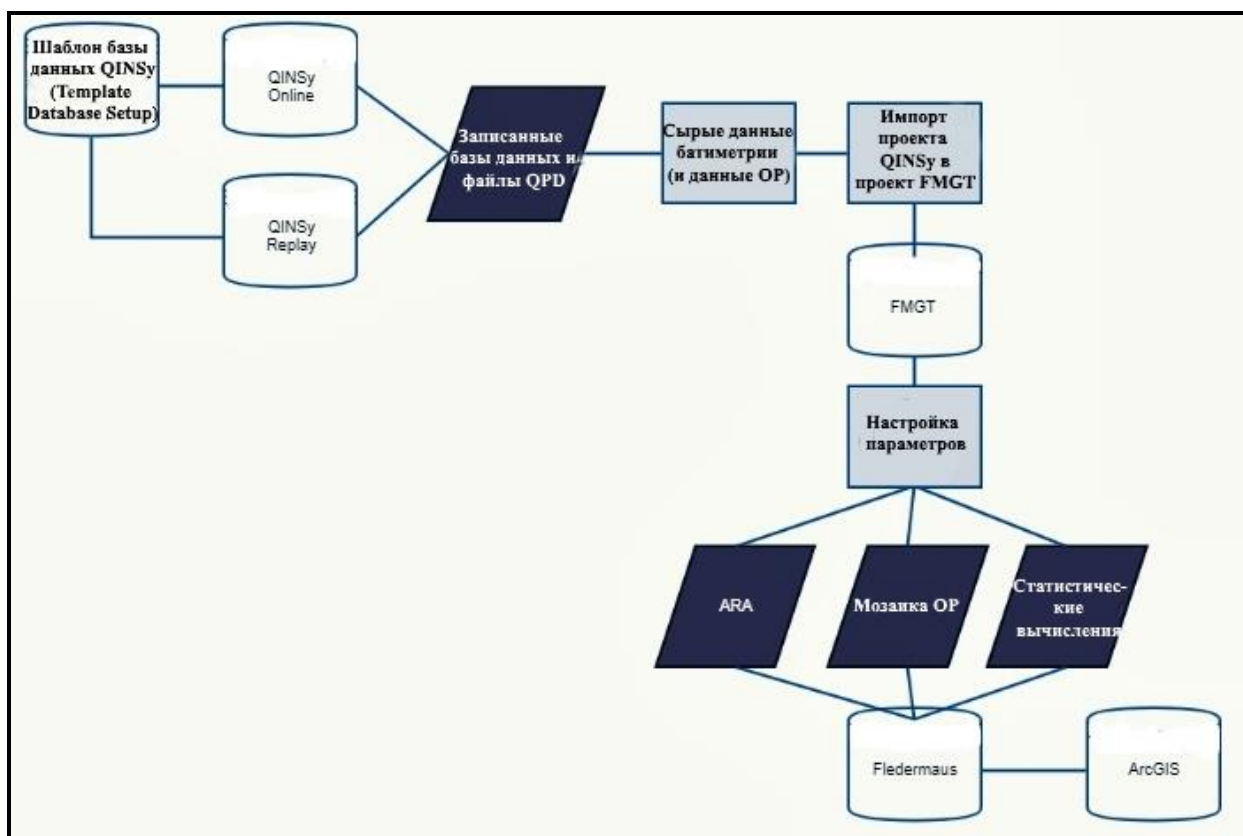 Шаблон базы
данных QINSy
(Template
Database Setup)
QINSy
Online
QINSy
Replay
Записанные
базы данных и
файлы QPD
Сырые данные
батиметрии
(и данные ОР)
Импорт
проекта
QINSy в
проект FMGT
FMGT
Настройка
параметров
ARA
Мозаика ОР
Статистичес-
кие
вычисления
Fledermaus
ArcGIS